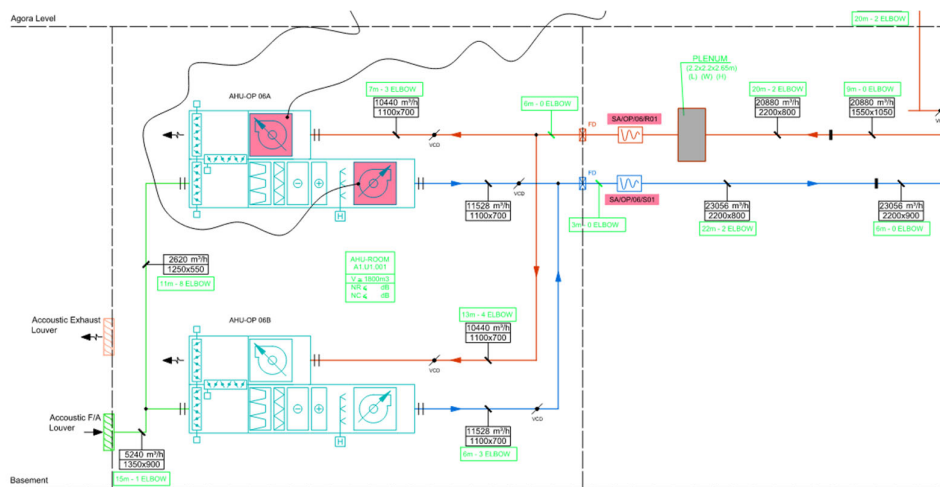 Agora Level
20m - 2 ELBOW
PLENUM
(2.2x2.2x2.65m)
(L) (W) (H)
7m - 3 ELBOW
10440 m³/h
1100x700
6m - 0 ELBOW
20m - 2 ELBOW
20880 m³/h
2200x800
9m - 0 ELBOW
20880 m³/h
1550x1050
AHU-OP 06A
SA/OP/06/R01
FD
VCD
FD
SA/OP/06/S01
H
11528 m³/h
1100x700
VCD
3m - 0 ELBOW
23056 m³/h
2200x800
22m - 2 ELBOW
23056 m³/h
2200x900
6m - 0 ELBOW
2620 m³/h
1250x550
11m - 8 ELBOW
AHU-ROOM
A1.U1.001
V = 1800m3
NR ≤ dB
NC ≤ dB
Accoustic Exhaust
Louver
AHU-OP 06B
13m - 4 ELBOW
10440 m³/h
1100x700
VCD
Accoustic F/A
Louver
H
11528 m³/h
1100x700
6m - 3 ELBOW
VCD
5240 m³/h
1350x900
15m - 1 ELBOW
Basement